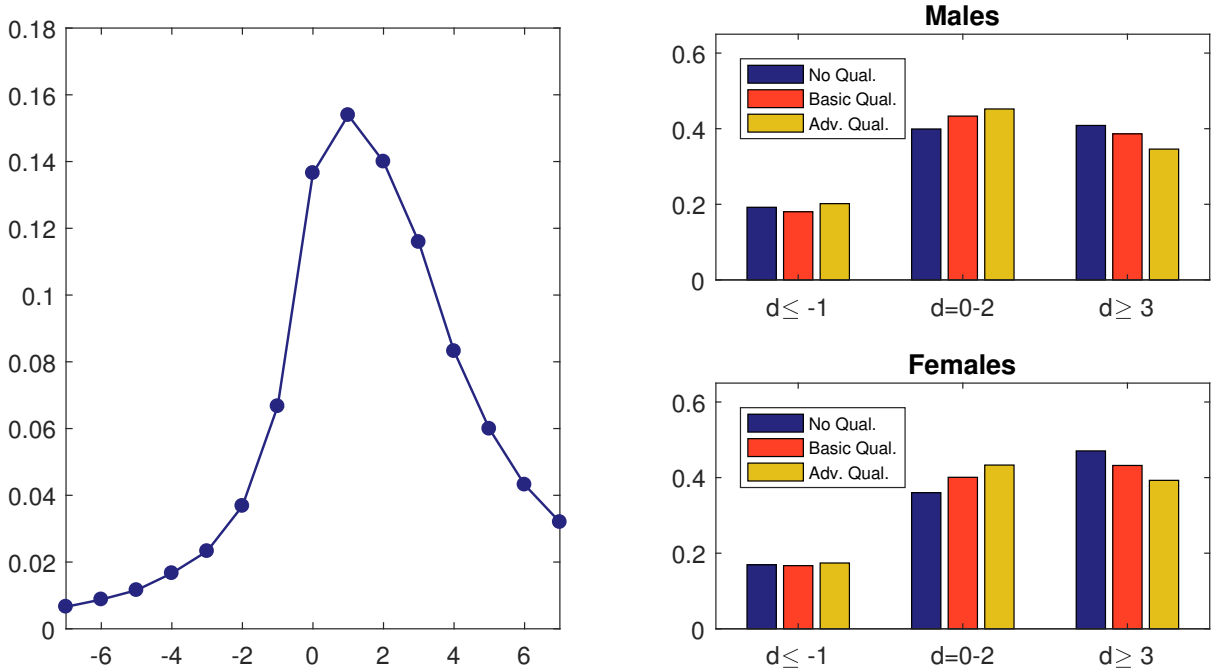 0.18
0.16
0.14
0.12
0.1
0.08
0.06
0.04
0.02
0
-6 -4 -2 0 2 4 6
Males
0.6
0.4
0.2
0
No Qual.
Basic Qual.
Adv. Qual.
d≤ -1 d=0-2 d≥ 3
Females
0.6
0.4
0.2
0
No Qual.
Basic Qual.
Adv. Qual.
d≤ -1 d=0-2 d≥ 3